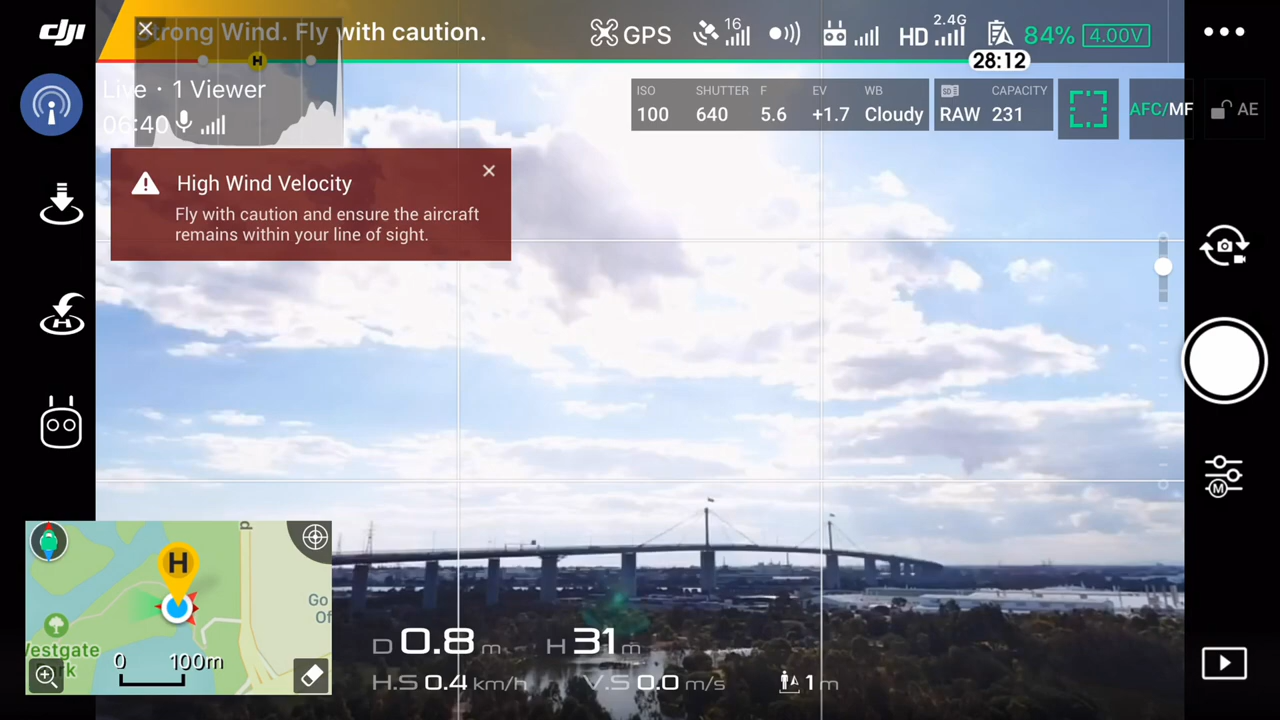 dji
Strong Wind. Fly with caution.
GPS
16
HD
2.4G
84%
4.00V
28:12
H
Live · 1 Viewer
06:40
ISO
100
SHUTTER
640
F
5.6
EV
+1.7
WB
Cloudy
RAW
CAPACITY
231
AFC/MF
AE
High Wind Velocity
Fly with caution and ensure the aircraft
remains within your line of sight.
M
H
Go
Of
Westgate
Park
0 100m
D 0.8 m
H 31 m
H.S 0.4 km/h
V.S 0.0 m/s
1 m